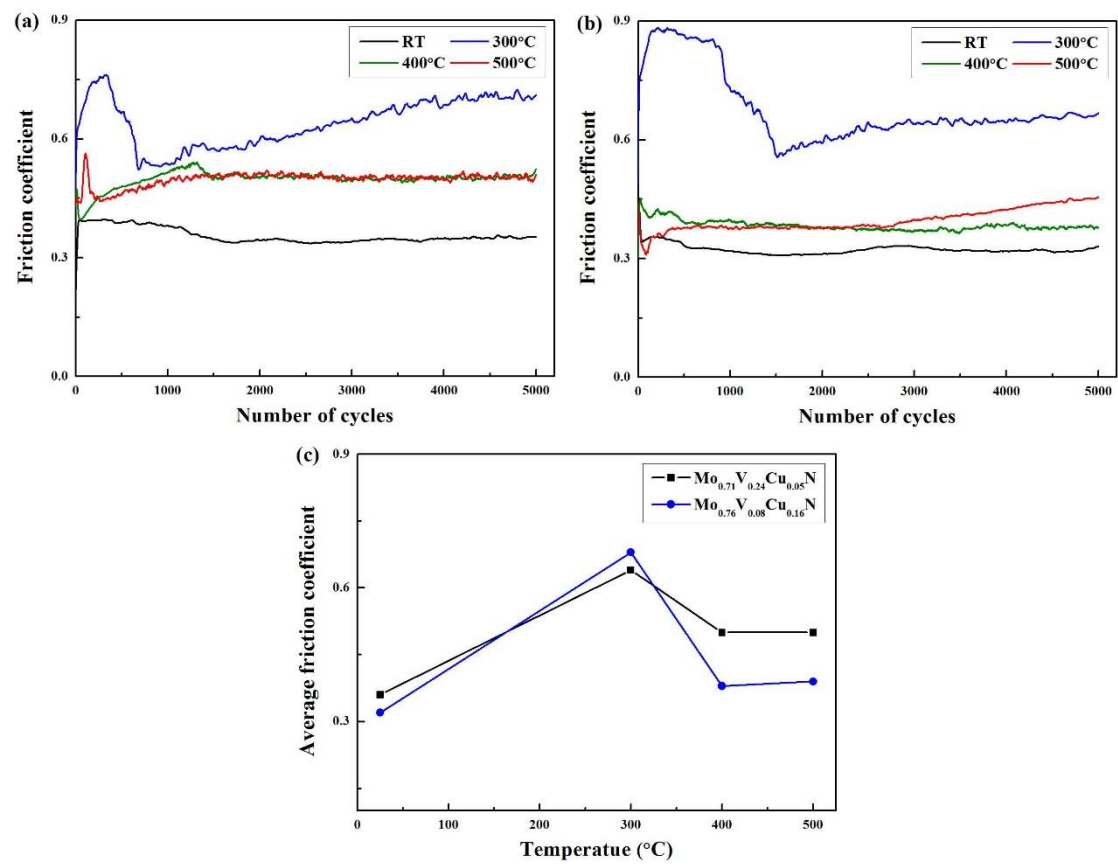 (a)
0.9
0.6
0.3
0.0
RT 300°C
400°C 500°C
Friction coefficient
0 1000 2000 3000 4000 5000
Number of cycles
(b)
0.9
0.6
0.3
0.0
RT 300°C
400°C 500°C
Friction coefficient
0 1000 2000 3000 4000 5000
Number of cycles
(c)
0.9
0.6
0.3
Mo0.71V0.24Cu0.05N
Mo0.76V0.08Cu0.16N
Average friction coefficient
0 100 200 300 400 500
Temperatue (°C)